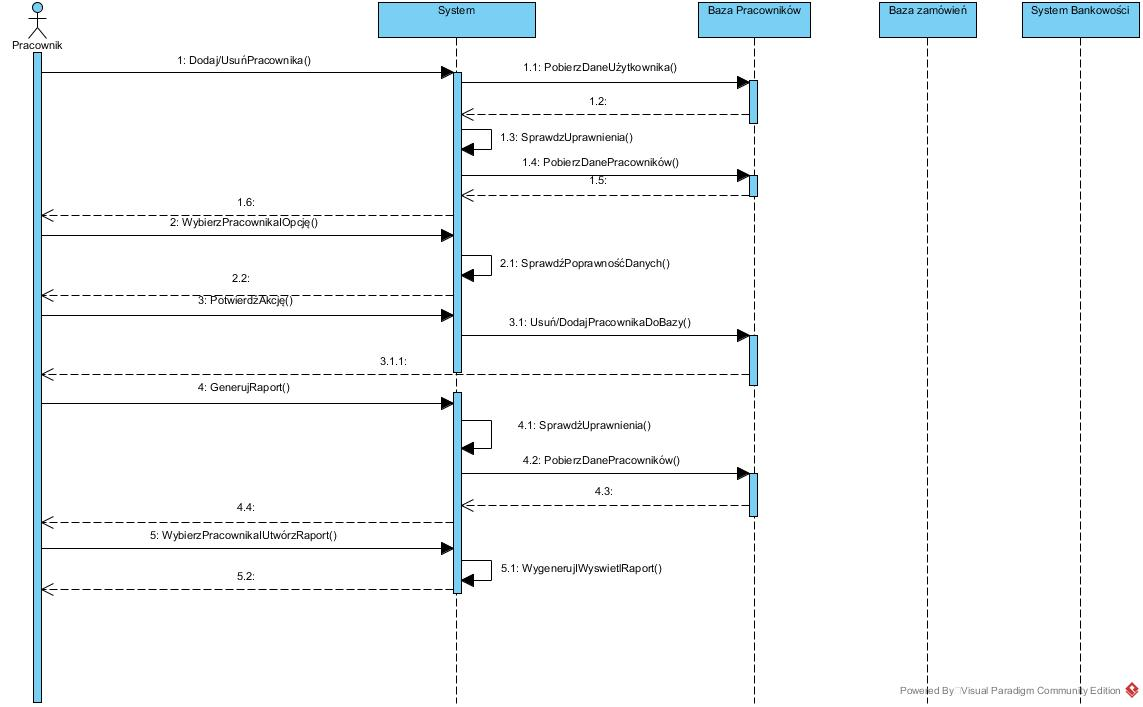 System
Baza Pracowników
Baza zamówień
System Bankowości
Pracownik
1: Dodaj/UsuńPracownika()
1.1: PobierzDaneUżytkownika()
1.2:
1.3: SprawdzUprawnienia()
1.4: PobierzDanePracowników()
1.5:
1.6:
2: WybierzPracownikaIOpcję()
2.1: SprawdźPoprawnośćDanych()
2.2:
3: PotwierdźAkcję()
3.1: Usuń/DodajPracownikaDoBazy()
3.1.1:
4: GenerujRaport()
4.1: SprawdźUprawnienia()
4.2: PobierzDanePracowników()
4.3:
4.4:
5: WybierzPracownikaIUtwórzRaport()
5.1: WygenerujIWyswietlRaport()
5.2:
Powered By Visual Paradigm Community Edition